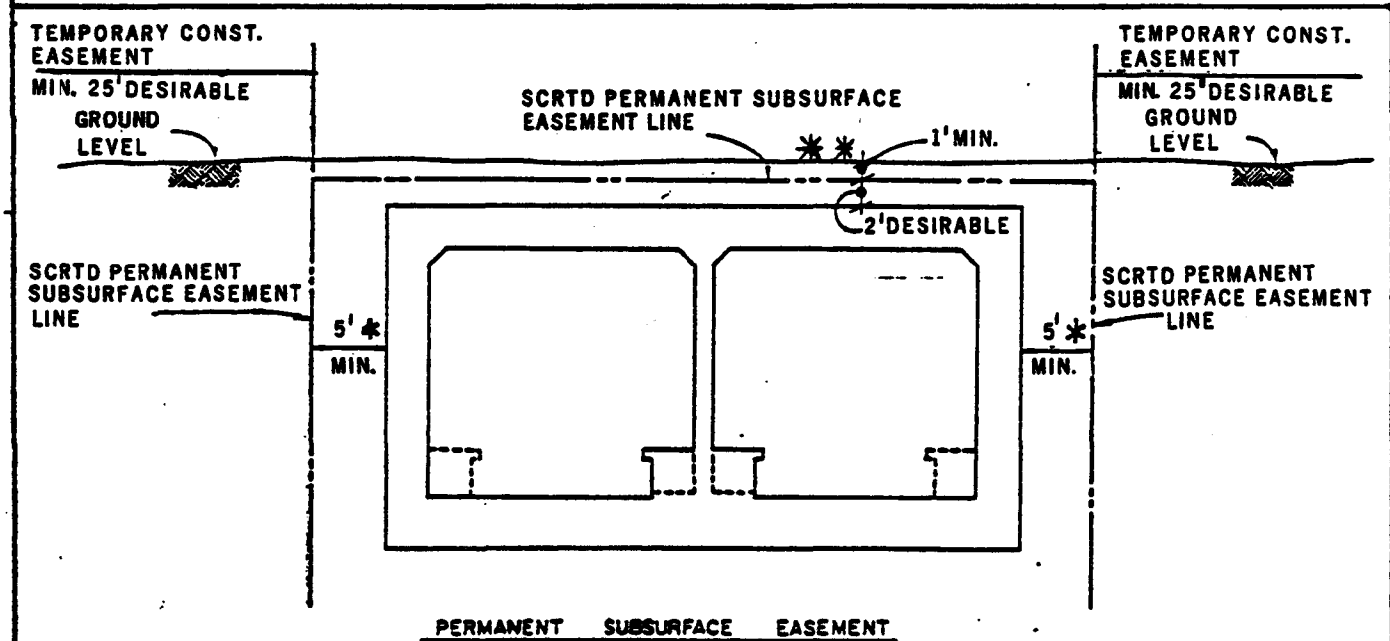 TEMPORARY CONST.
EASEMENT
MIN. 25' DESIRABLE
GROUND
LEVEL
SCRTD PERMANENT SUBSURFACE
EASEMENT LINE
** 
1' MIN.
2' DESIRABLE
TEMPORARY CONST.
EASEMENT
MIN. 25' DESIRABLE
GROUND
LEVEL
SCRTD PERMANENT
SUBSURFACE EASEMENT
LINE
5' *
MIN.
5' *
MIN.
SCRTD PERMANENT
SUBSURFACE EASEMENT
LINE
PERMANENT SUBSURFACE EASEMENT